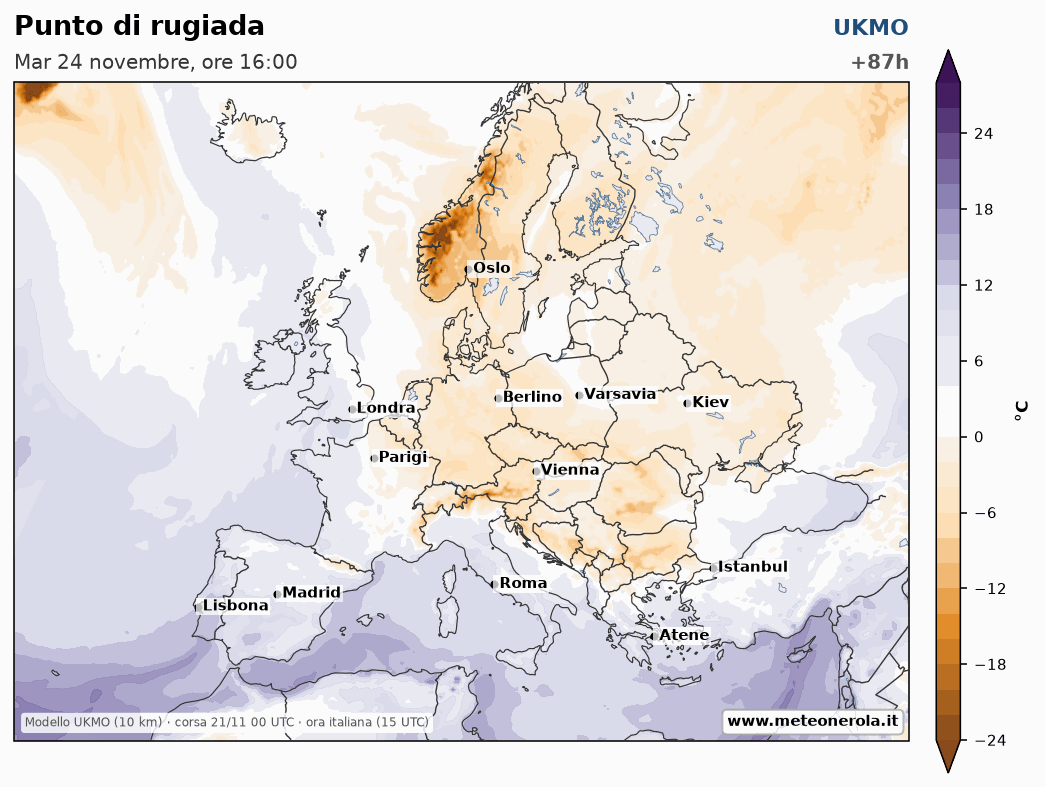 Punto di rugiada
UKMO
Mar 24 novembre, ore 16:00
+87h
24
18
12
6
0
−6
−12
−18
−24
°C
Oslo
Berlino
Varsavia
Kiev
Londra
Parigi
Vienna
Istanbul
Roma
Madrid
Lisbona
Atene
Modello UKMO (10 km) · corsa 21/11 00 UTC · ora italiana (15 UTC)
www.meteonerola.it